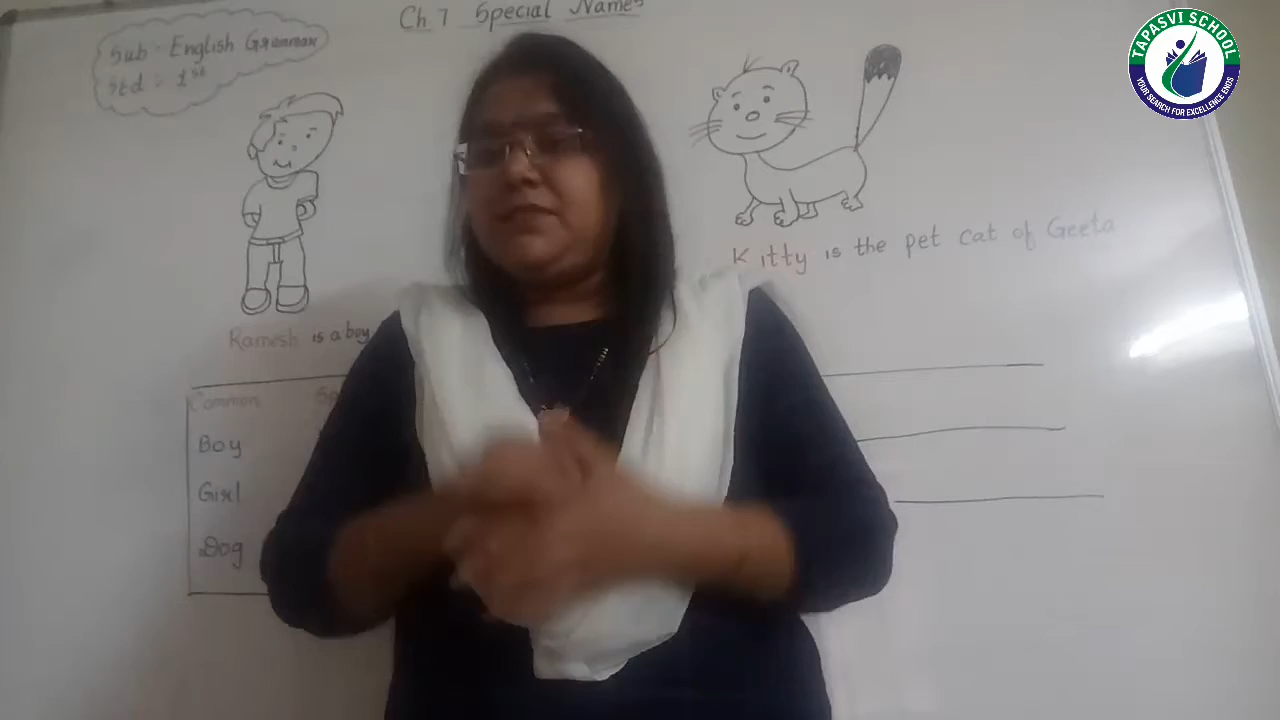 Ch 7 Special Names
Sub - English Grammar
Std - 1st
TAPASVI SCHOOL
YOUR SEARCH FOR EXCELLENCE ENDS
Kitty is the pet cat of Geeta
Ramesh is a boy
Common
Boy
Girl
Dog